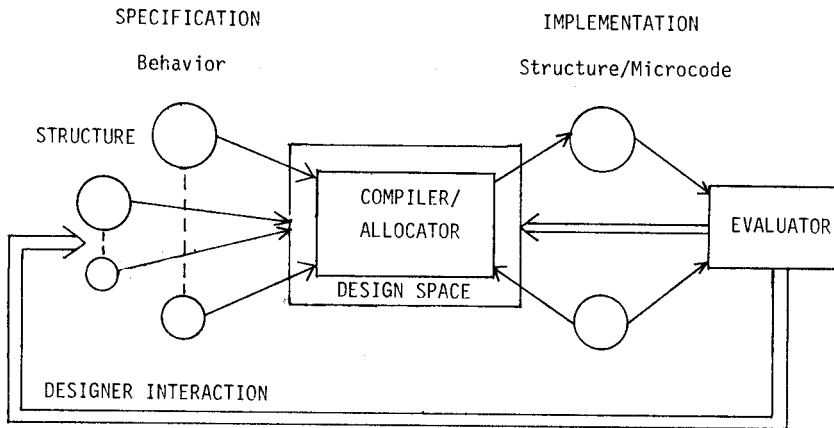 SPECIFICATION
Behavior
IMPLEMENTATION
Structure/Microcode
STRUCTURE
COMPILER/
ALLOCATOR
DESIGN SPACE
EVALUATOR
DESIGNER INTERACTION